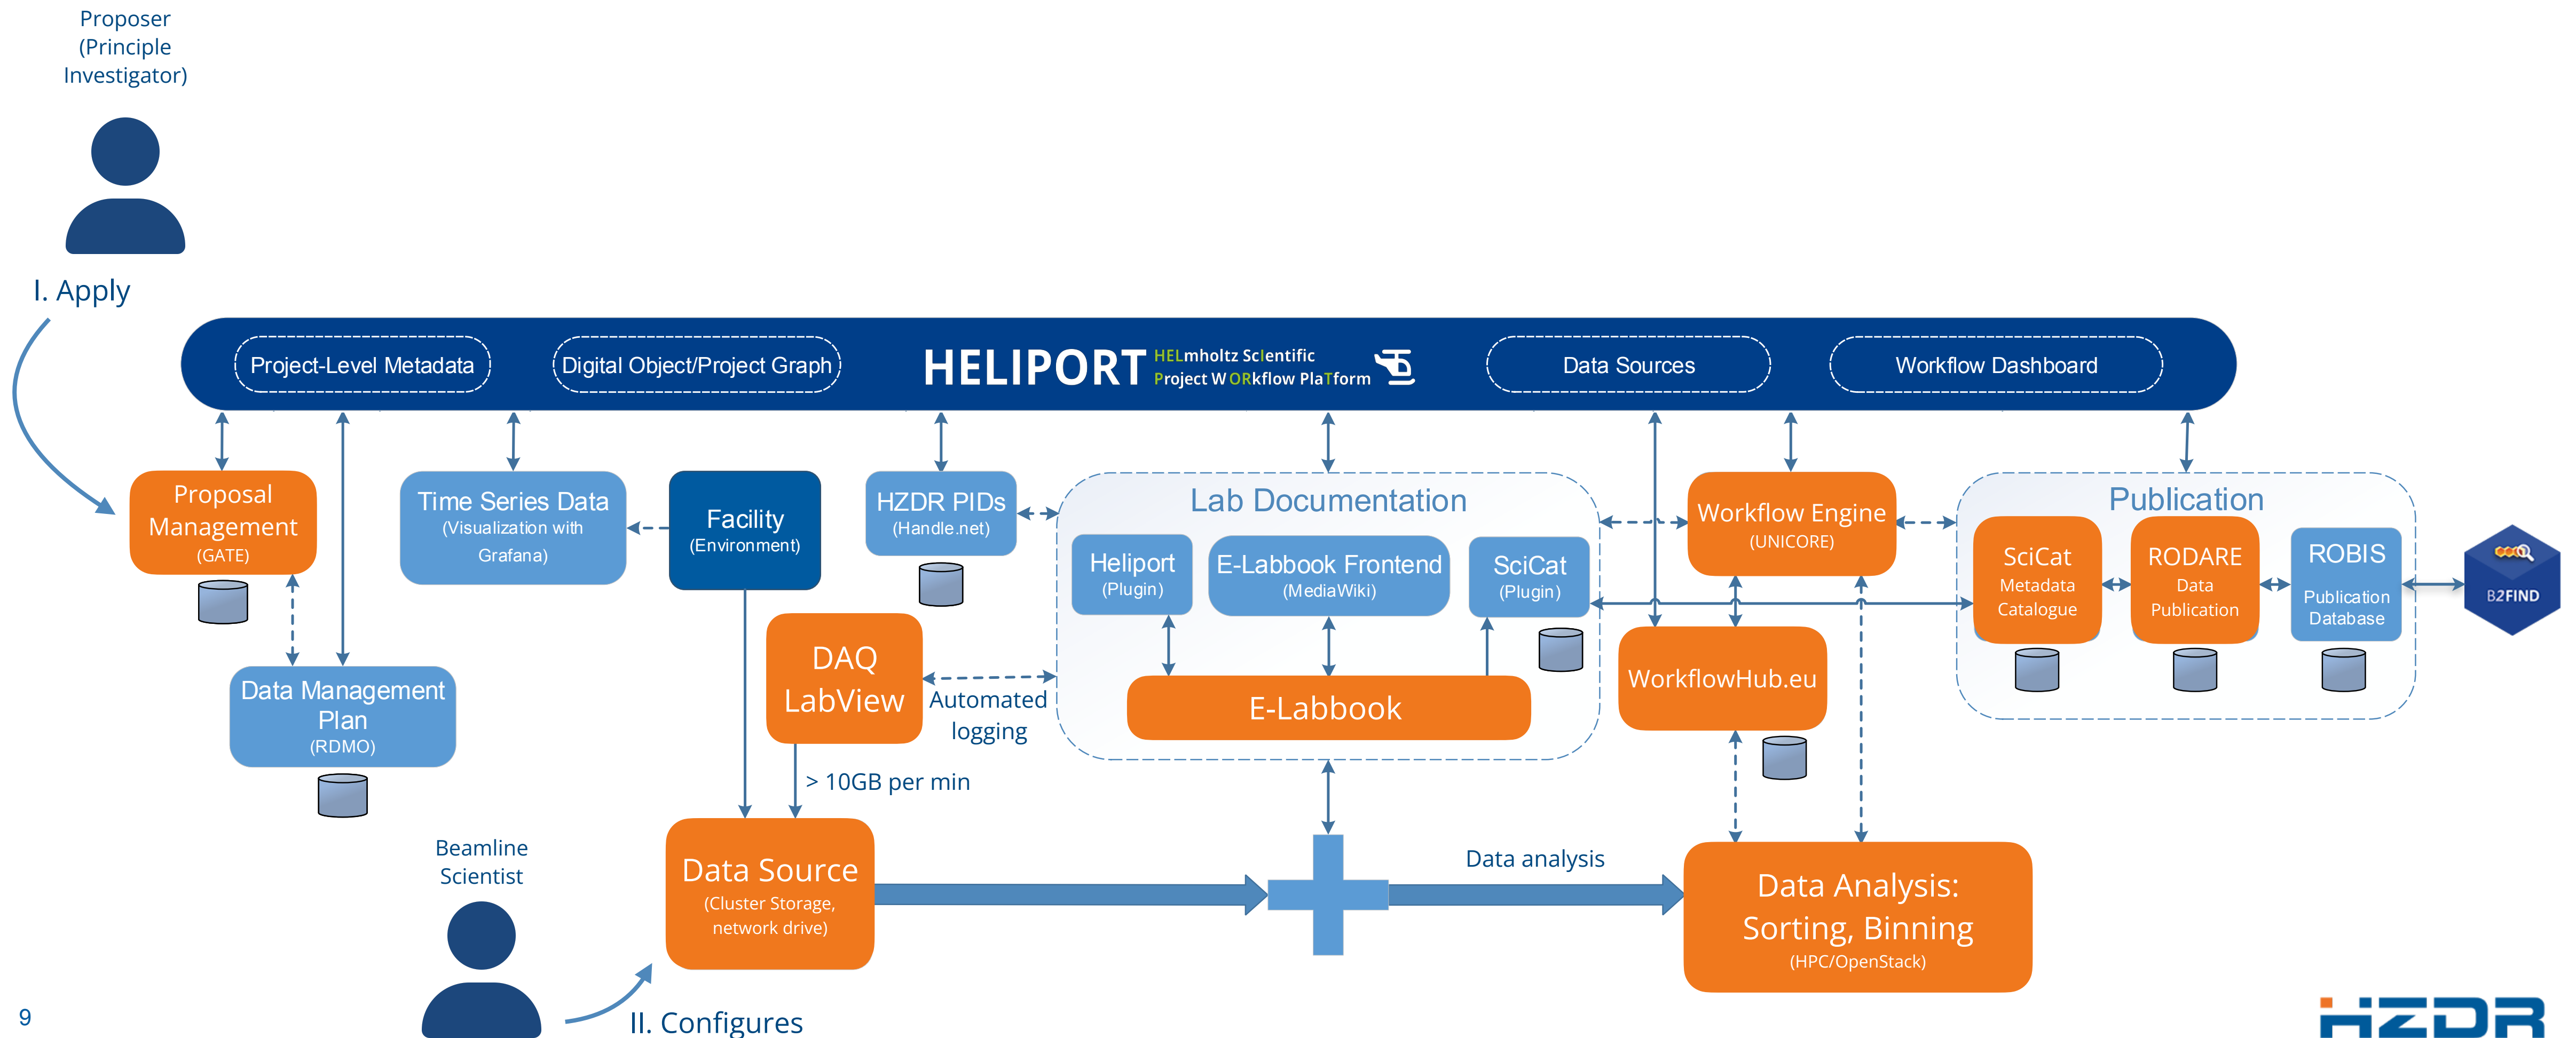 Proposer
(Principle
Investigator)
I. Apply
Project-Level Metadata
Digital Object/Project Graph
HELIPORT
HELmholtz ScIentific
Project WORkflow PlaTform
Data Sources
Workflow Dashboard
Proposal
Management
(GATE)
Time Series Data
(Visualization with
Grafana)
Facility
(Environment)
HZDR PIDs
(Handle.net)
Lab Documentation
Heliport
(Plugin)
E-Labbook Frontend
(MediaWiki)
SciCat
(Plugin)
E-Labbook
Workflow Engine
(UNICORE)
Publication
SciCat
Metadata
Catalogue
RODARE
Data
Publication
ROBIS
Publication
Database
B2FIND
Data Management
Plan
(RDMO)
DAQ
LabView
Automated
logging
> 10GB per min
WorkflowHub.eu
Beamline
Scientist
Data Source
(Cluster Storage,
network drive)
Data analysis
Data Analysis:
Sorting, Binning
(HPC/OpenStack)
II. Configures
9
HZDR